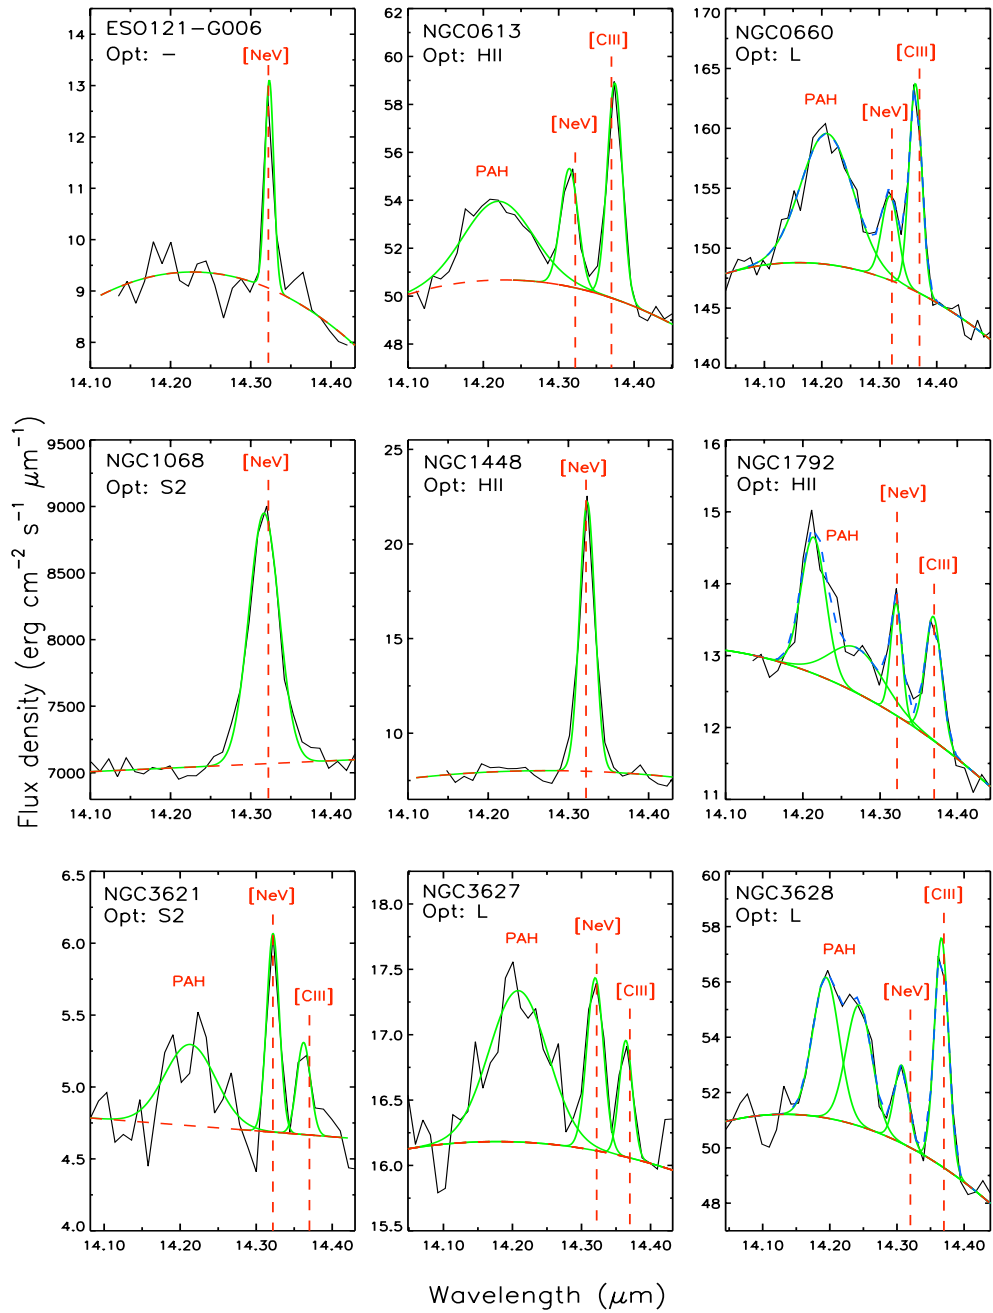 ESO121-G006
Opt: -
[NeV]
14
13
12
11
10
9
8
14.10 14.20 14.30 14.40
NGC0613
Opt: HII
[CIII]
[NeV]
PAH
62
60
58
56
54
52
50
48
14.10 14.20 14.30 14.40
NGC0660
Opt: L
[CIII]
PAH
[NeV]
170
165
160
155
150
145
140
14.10 14.20 14.30 14.40
Flux density (erg cm−2 s−1 μm−1)
NGC1068
Opt: S2
[NeV]
9500
9000
8500
8000
7500
7000
14.10 14.20 14.30 14.40
NGC1448
Opt: HII
[NeV]
25
20
15
10
14.10 14.20 14.30 14.40
NGC1792
Opt: HII
[NeV]
PAH
[CIII]
16
15
14
13
12
11
14.10 14.20 14.30 14.40
NGC3621
Opt: S2
[NeV]
PAH
[CIII]
6.5
6.0
5.5
5.0
4.5
4.0
14.10 14.20 14.30 14.40
NGC3627
Opt: L
[NeV]
PAH
[CIII]
18.0
17.5
17.0
16.5
16.0
15.5
14.10 14.20 14.30 14.40
NGC3628
Opt: L
[CIII]
PAH
[NeV]
60
58
56
54
52
50
48
14.10 14.20 14.30 14.40
Wavelength (μm)